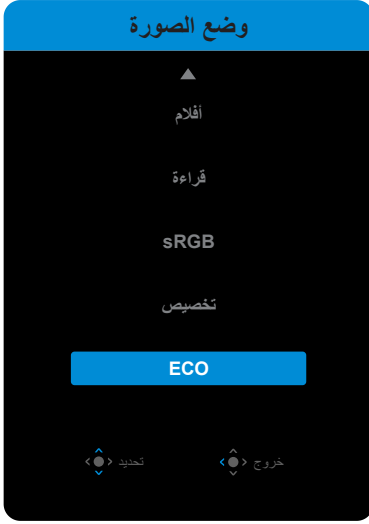 وضع الصورة
أفلام
قراءة
sRGB
تخصيص
ECO
خروج تحديد